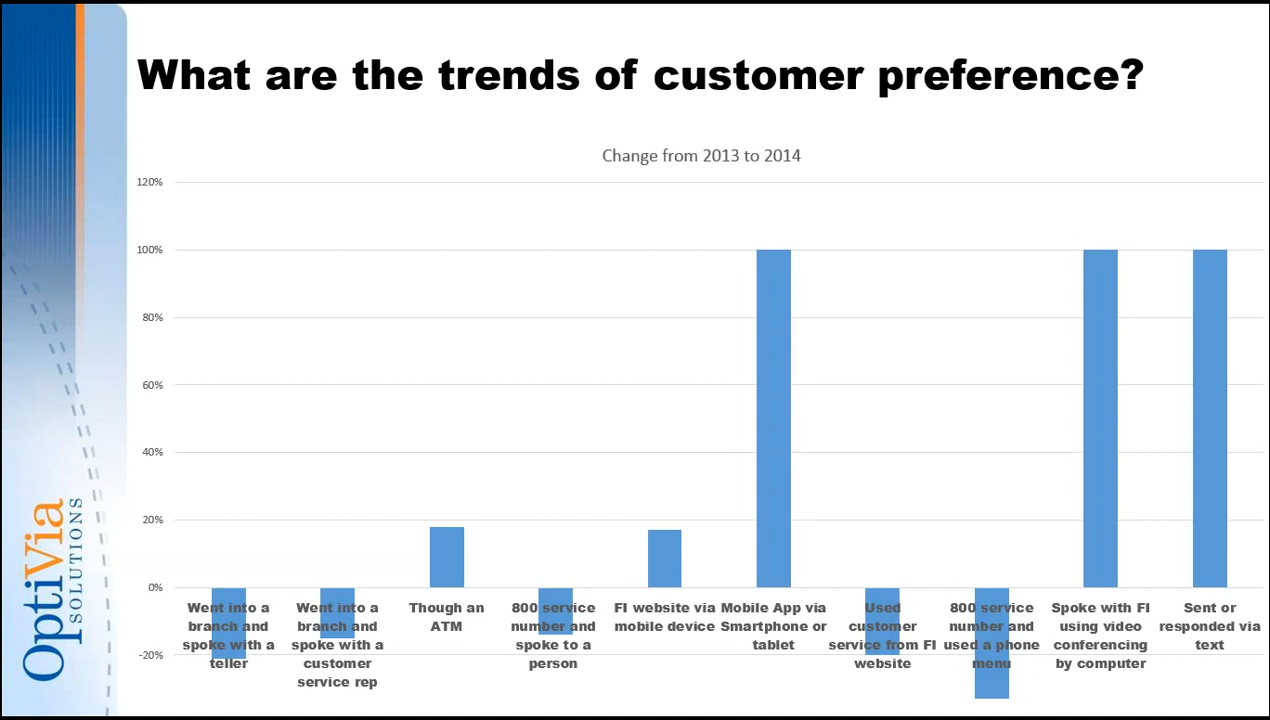 What are the trends of customer preference?
Change from 2013 to 2014
120%
100%
80%
60%
40%
20%
0%
-20%
Went into a
branch and
spoke with a
teller
Went into a
branch and
spoke with a
customer
service rep
Though an
ATM
800 service
number and
spoke to a
person
FI website via
mobile device
Mobile App via
Smartphone or
tablet
Used
customer
service from FI
website
800 service
number and
used a phone
menu
Spoke with FI
using video
conferencing
by computer
Sent or
responded via
text
OptiVia
SOLUTIONS